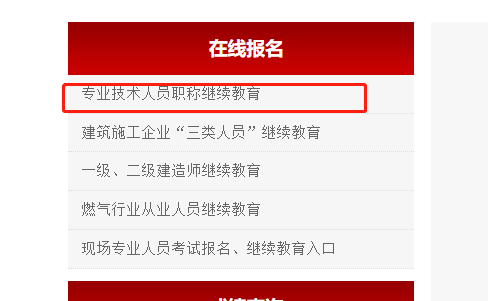 在线报名
专业技术人员职称继续教育
建筑施工企业“三类人员”继续教育
一级、二级建造师继续教育
燃气行业从业人员继续教育
现场专业人员考试报名、继续教育入口